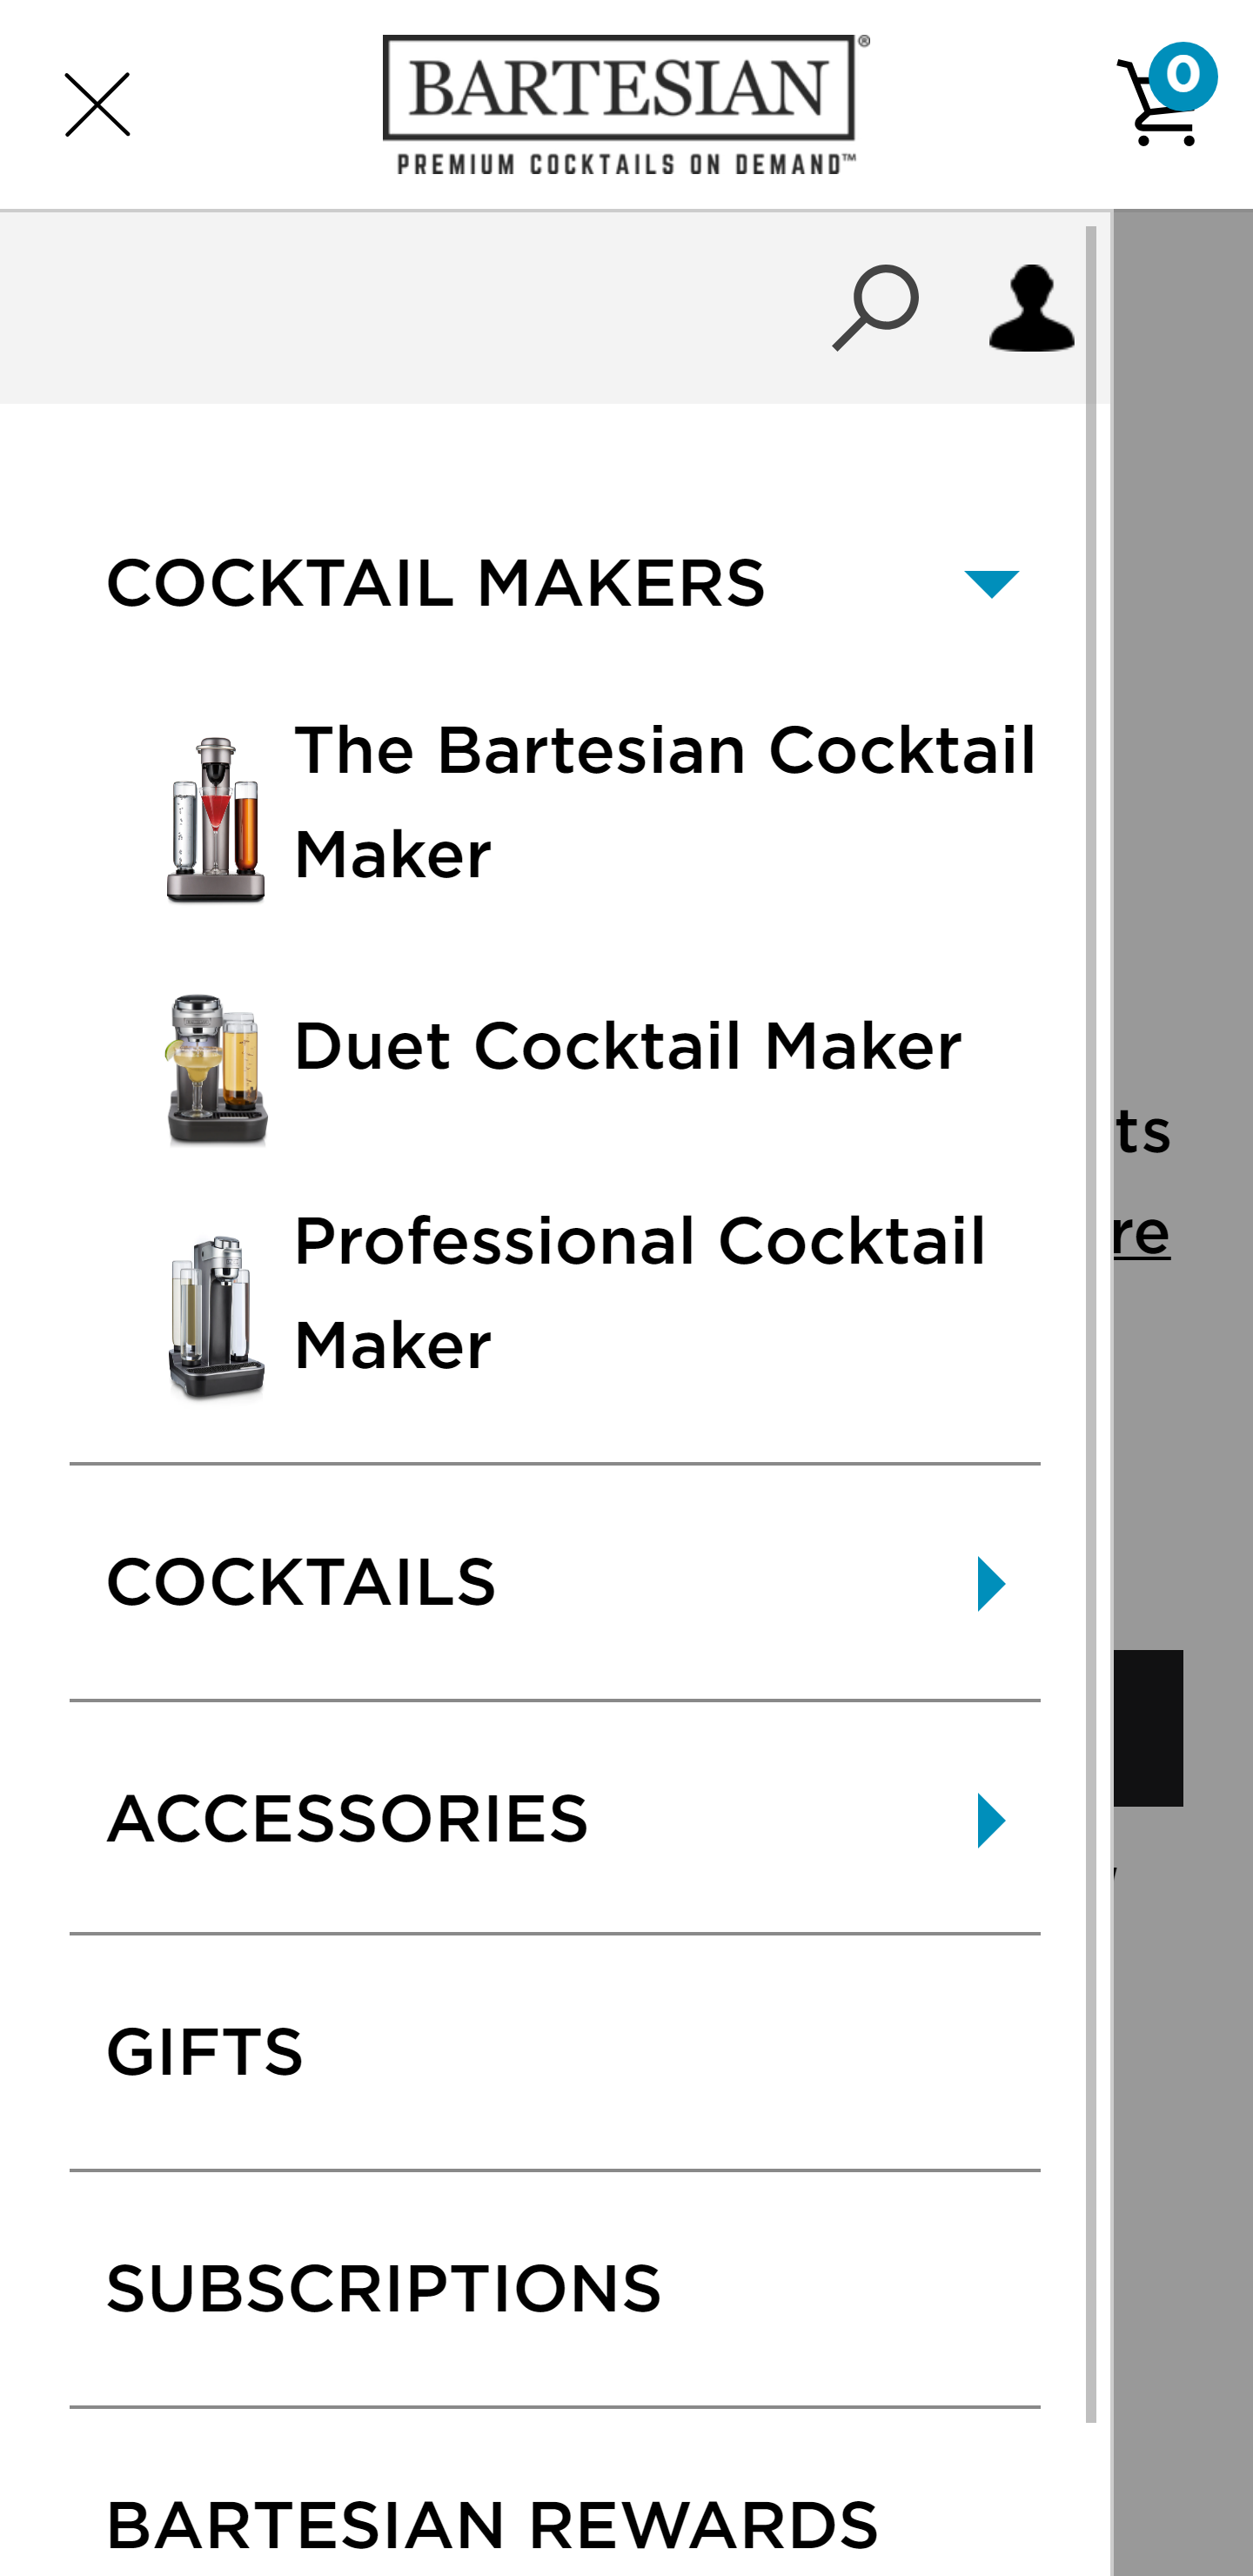 BARTESIAN®
PREMIUM COCKTAILS ON DEMAND™
0
COCKTAIL MAKERS
The Bartesian Cocktail
Maker
Duet Cocktail Maker
Professional Cocktail
Maker
ts
re
COCKTAILS
ACCESSORIES
GIFTS
SUBSCRIPTIONS
BARTESIAN REWARDS